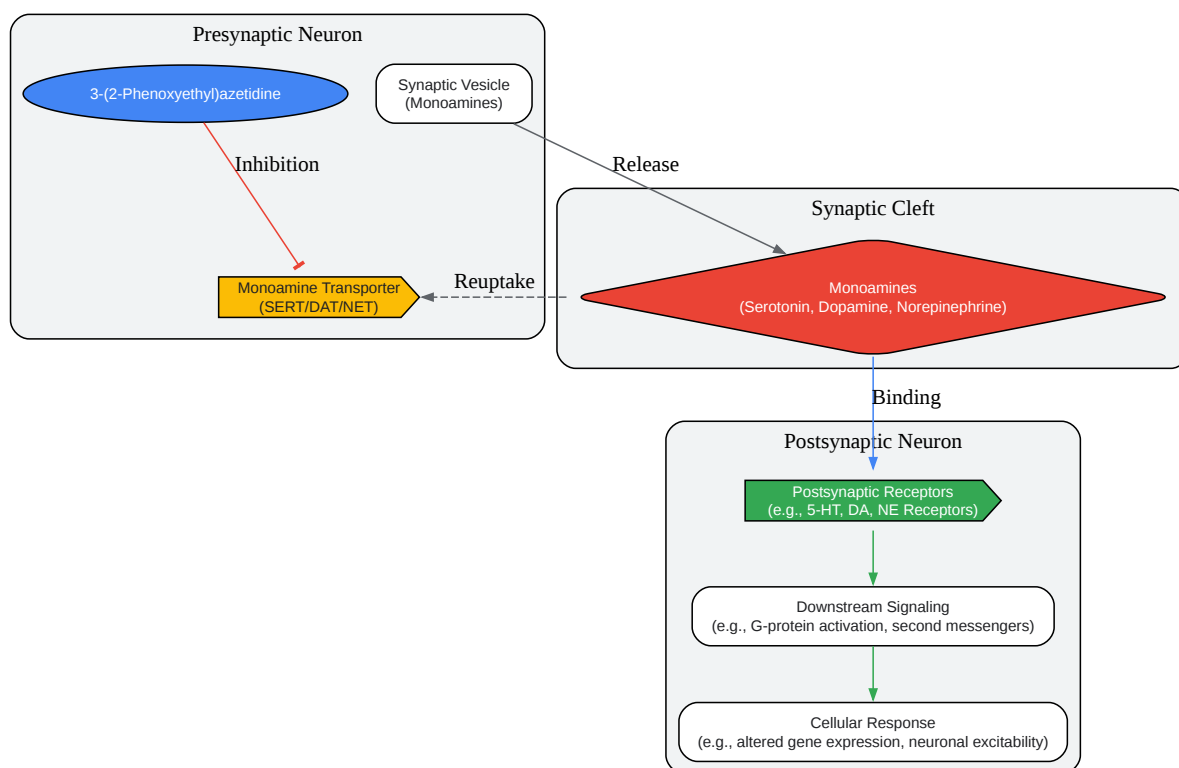 Presynaptic Neuron
3-(2-Phenoxyethyl)azetidine
Synaptic Vesicle
(Monoamines)
Inhibition
Release
Monoamine Transporter
(SERT/DAT/NET)
Reuptake
Synaptic Cleft
Monoamines
(Serotonin, Dopamine, Norepinephrine)
Binding
Postsynaptic Neuron
Postsynaptic Receptors
(e.g., 5-HT, DA, NE Receptors)
Downstream Signaling
(e.g., G-protein activation, second messengers)
Cellular Response
(e.g., altered gene expression, neuronal excitability)